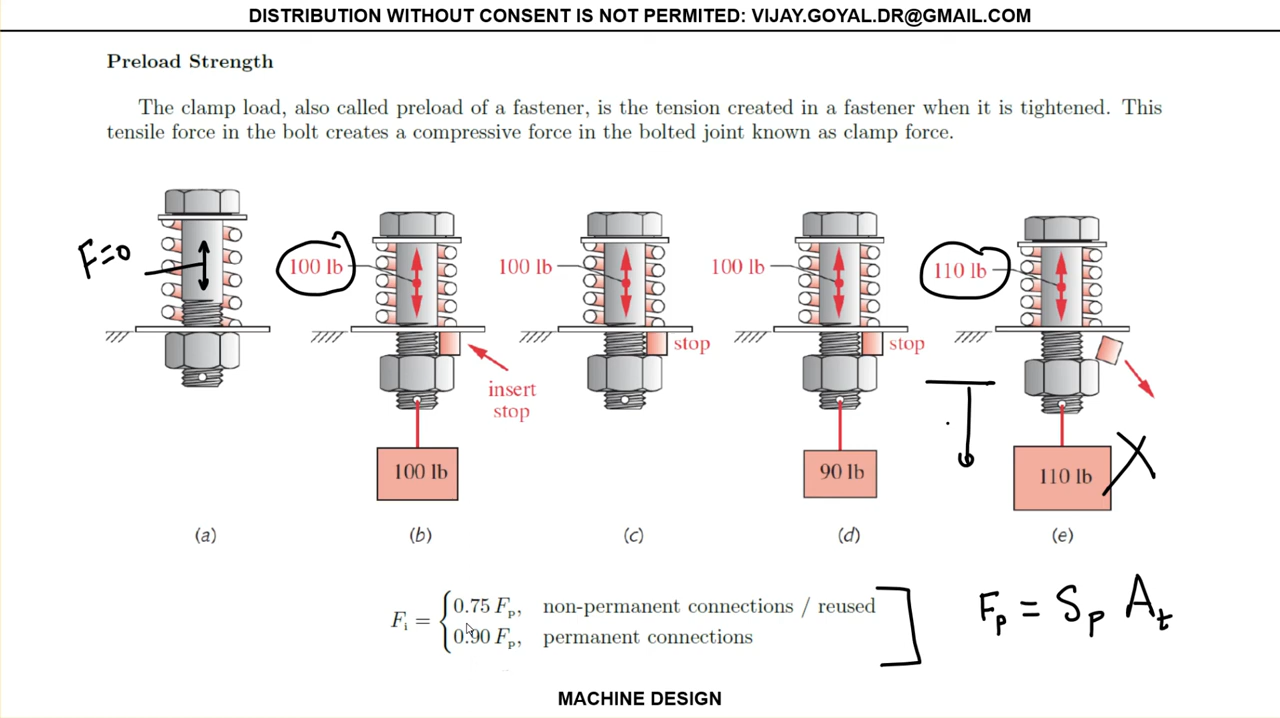 DISTRIBUTION WITHOUT CONSENT IS NOT PERMITED: VIJAY.GOYAL.DR@GMAIL.COM
Preload Strength
The clamp load, also called preload of a fastener, is the tension created in a fastener when it is tightened. This
tensile force in the bolt creates a compressive force in the bolted joint known as clamp force.
F=0
100 lb
100 lb
100 lb
110 lb
stop
stop
insert
stop
100 lb
90 lb
110 lb
(a)
(b)
(c)
(d)
(e)
Fi = { 0.75 Fp, non-permanent connections / reused
0.90 Fp, permanent connections
Fp = Sp At
MACHINE DESIGN